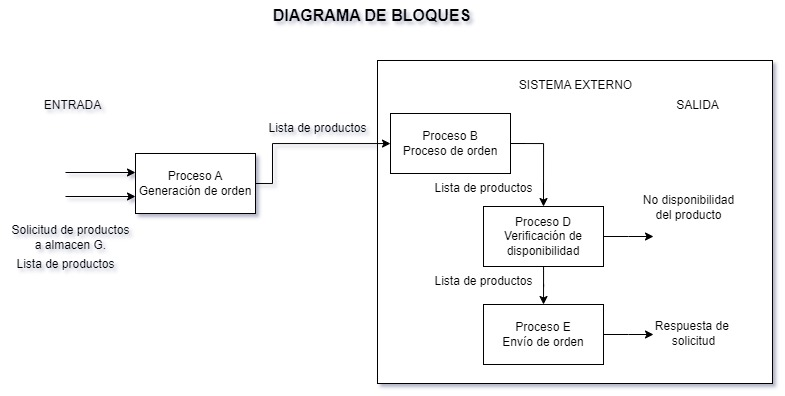 DIAGRAMA DE BLOQUES
SISTEMA EXTERNO
ENTRADA
SALIDA
Lista de productos
Proceso B
Proceso de orden
Proceso A
Generación de orden
Lista de productos
No disponibilidad
del producto
Proceso D
Verificación de
disponibilidad
Solicitud de productos
a almacen G.
Lista de productos
Lista de productos
Proceso E
Envío de orden
Respuesta de
solicitud